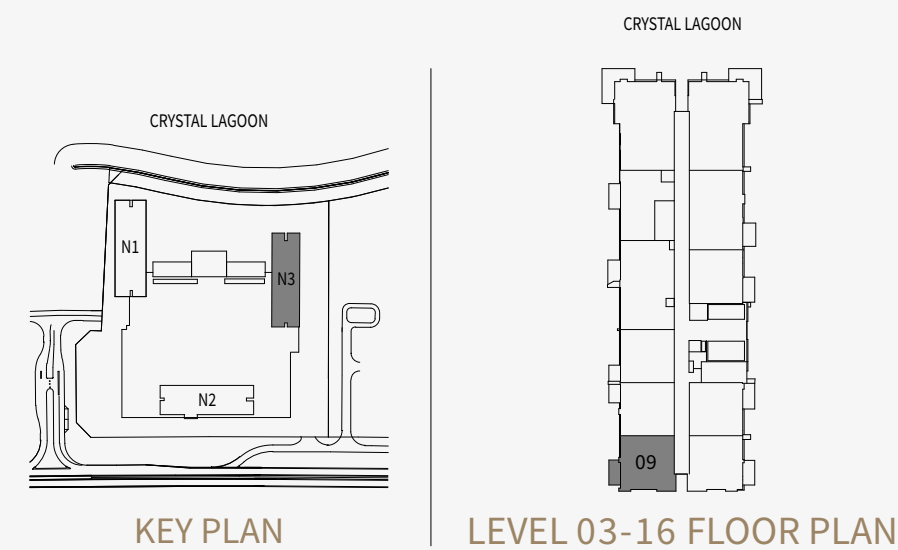 CRYSTAL LAGOON
N1
N3
N2
KEY PLAN
CRYSTAL LAGOON
09
LEVEL 03-16 FLOOR PLAN